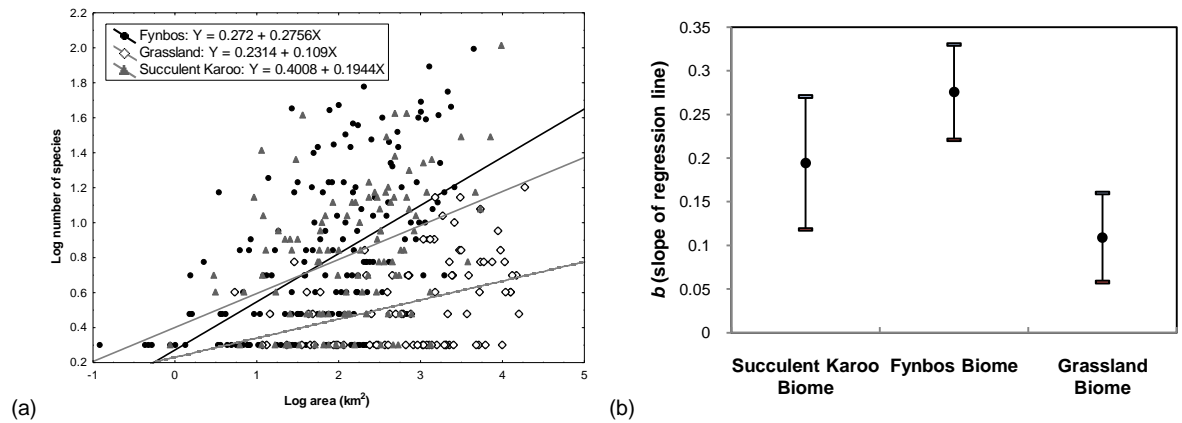 2.2
2.0
1.8
1.6
1.4
1.2
1.0
0.8
0.6
0.4
0.2
Log number of species
Fynbos: Y = 0.272 + 0.2756X
Grassland: Y = 0.2314 + 0.109X
Succulent Karoo: Y = 0.4008 + 0.1944X
-1 0 1 2 3 4 5
Log area (km²)
(a)
0.35
0.3
0.25
0.2
0.15
0.1
0.05
0
b (slope of regression line)
Succulent Karoo Fynbos Biome Grassland
Biome Biome
(b)